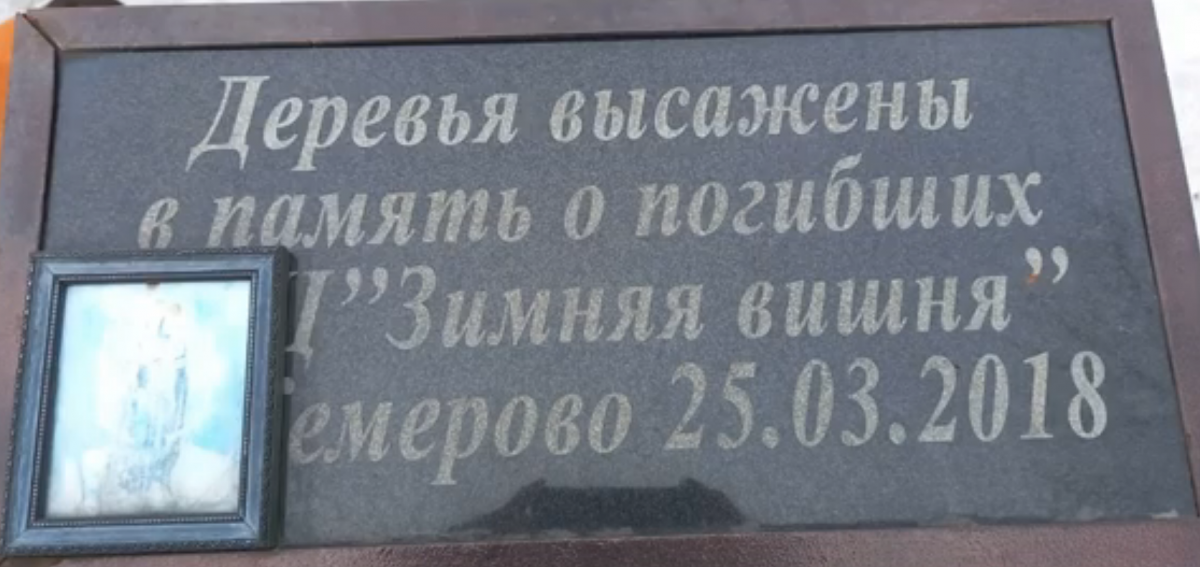 Деревья высажены
в память о погибших
Ц"Зимняя вишня"
емерово 25.03.2018